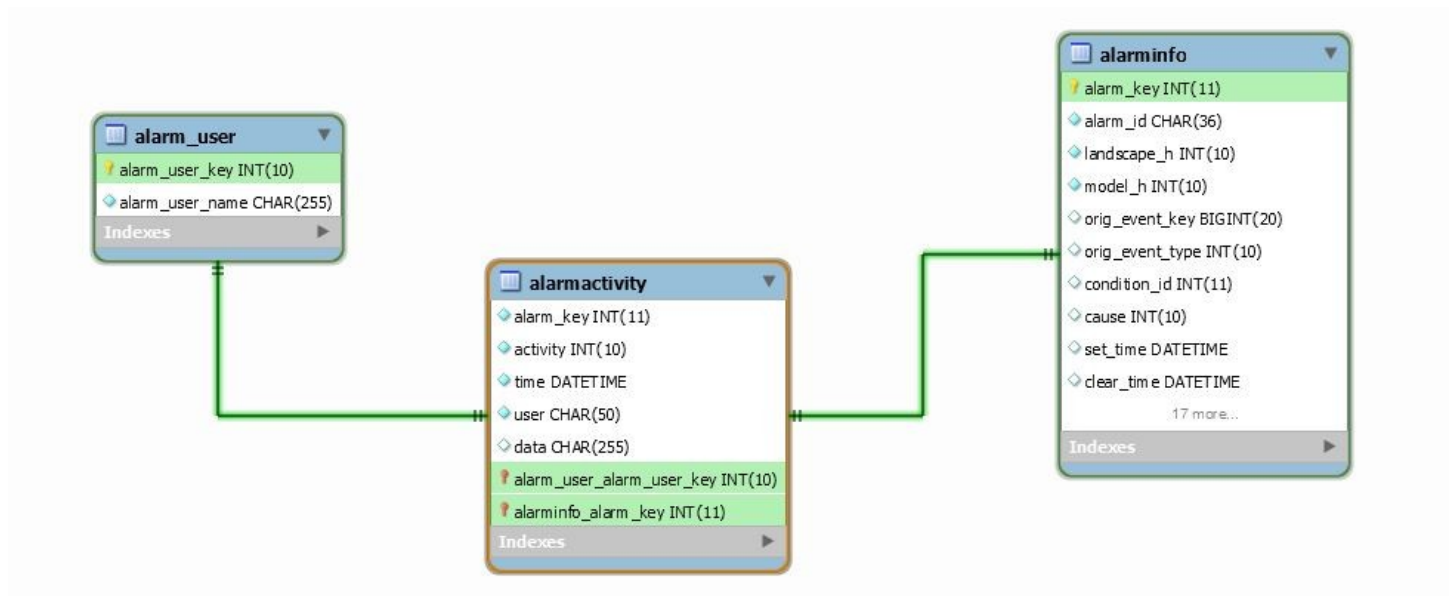 alarm_user
alarm_user_key INT(10)
alarm_user_name CHAR(255)
Indexes
alarmactivity
alarm_key INT(11)
activity INT(10)
time DATETIME
user CHAR(50)
data CHAR(255)
alarm_user_alarm_user_key INT(10)
alarminfo_alarm_key INT(11)
Indexes
alarminfo
alarm_key INT(11)
alarm_id CHAR(36)
landscape_h INT(10)
model_h INT(10)
orig_event_key BIGINT(20)
orig_event_type INT(10)
condition_id INT(11)
cause INT(10)
set_time DATETIME
clear_time DATETIME
17 more...
Indexes